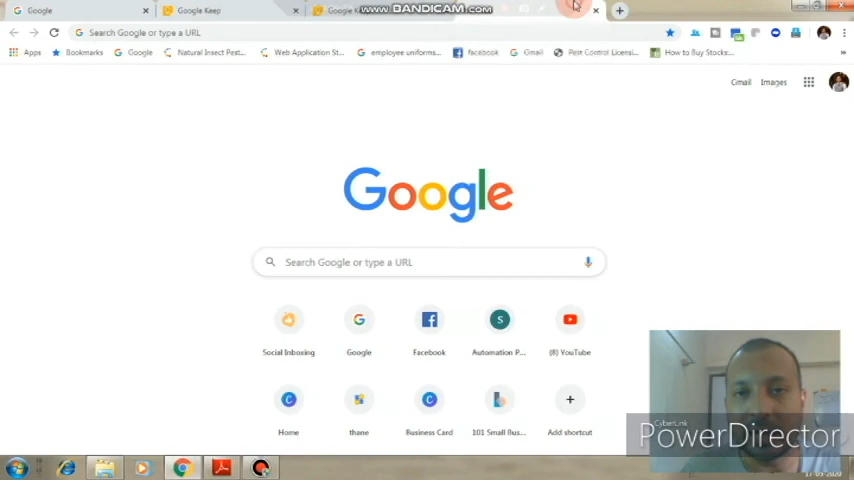 Google
Google Keep
Google K
www.BANDICAM.com
Search Google or type a URL
Apps
Bookmarks
Google
Natural Insect Pest...
Web Application St...
employee uniforms...
facebook
Gmail
Pest Control Licensi...
How to Buy Stocks:...
Gmail
Images
Google
Search Google or type a URL
Social Inboxing
Google
Facebook
Automation P...
(8) YouTube
Home
thane
Business Card
101 Small Bus...
Add shortcut
CyberLink
PowerDirector